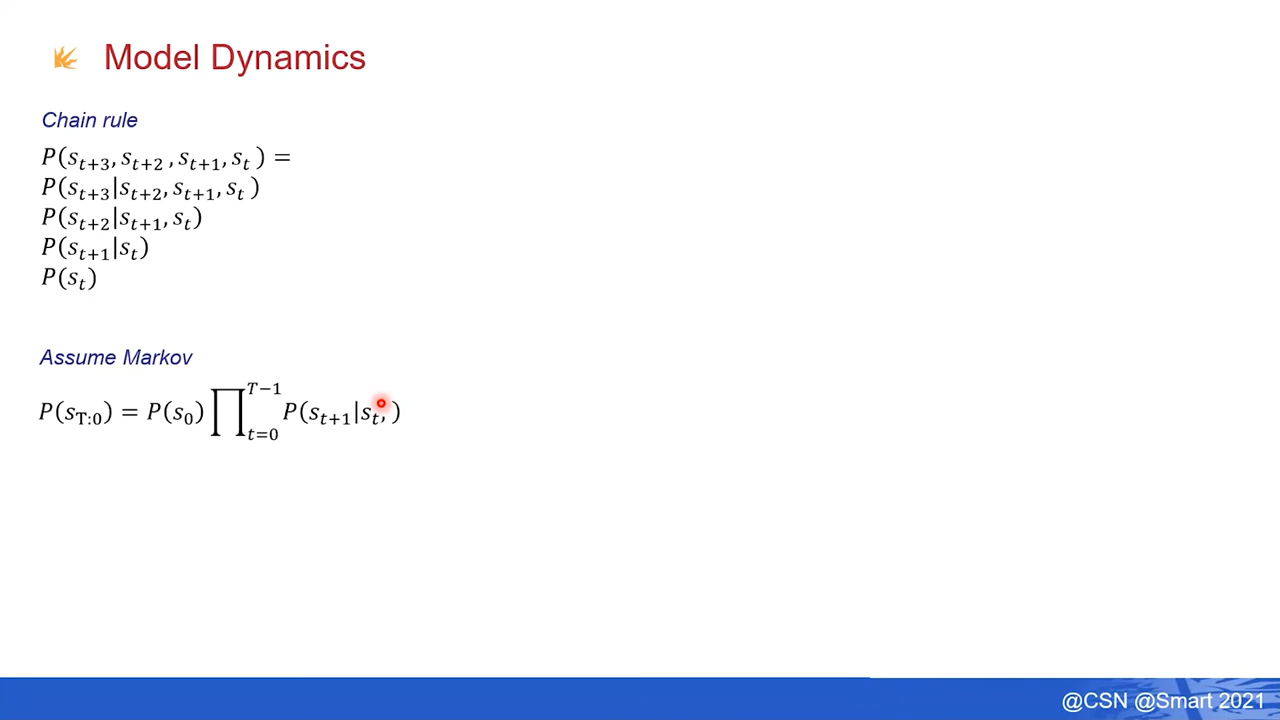 Model Dynamics
Chain rule
P(s_{t+3}, s_{t+2} , s_{t+1}, s_t ) =
P(s_{t+3}|s_{t+2}, s_{t+1}, s_t )
P(s_{t+2}|s_{t+1}, s_t)
P(s_{t+1}|s_t)
P(s_t)
Assume Markov
P(s_{T:0}) = P(s_0) ∏_{t=0}^{T−1} P(s_{t+1}|s_t, )
@CSN @Smart 2021